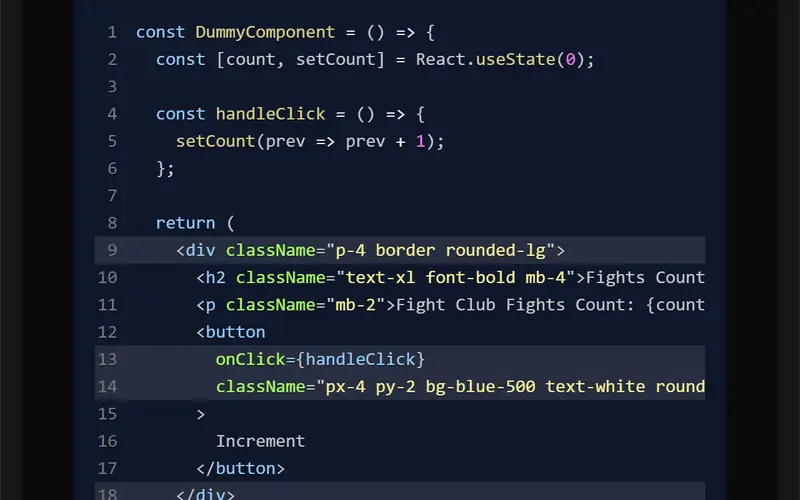 1 const DummyComponent = () => {
2 const [count, setCount] = React.useState(0);
3
4 const handleClick = () => {
5 setCount(prev => prev + 1);
6 };
7
8 return (
9 <div className="p-4 border rounded-lg">
10 <h2 className="text-xl font-bold mb-4">Fights Count
11 <p className="mb-2">Fight Club Fights Count: {count
12 <button
13 onClick={handleClick}
14 className="px-4 py-2 bg-blue-500 text-white round
15 >
16 Increment
17 </button>
18 </div>